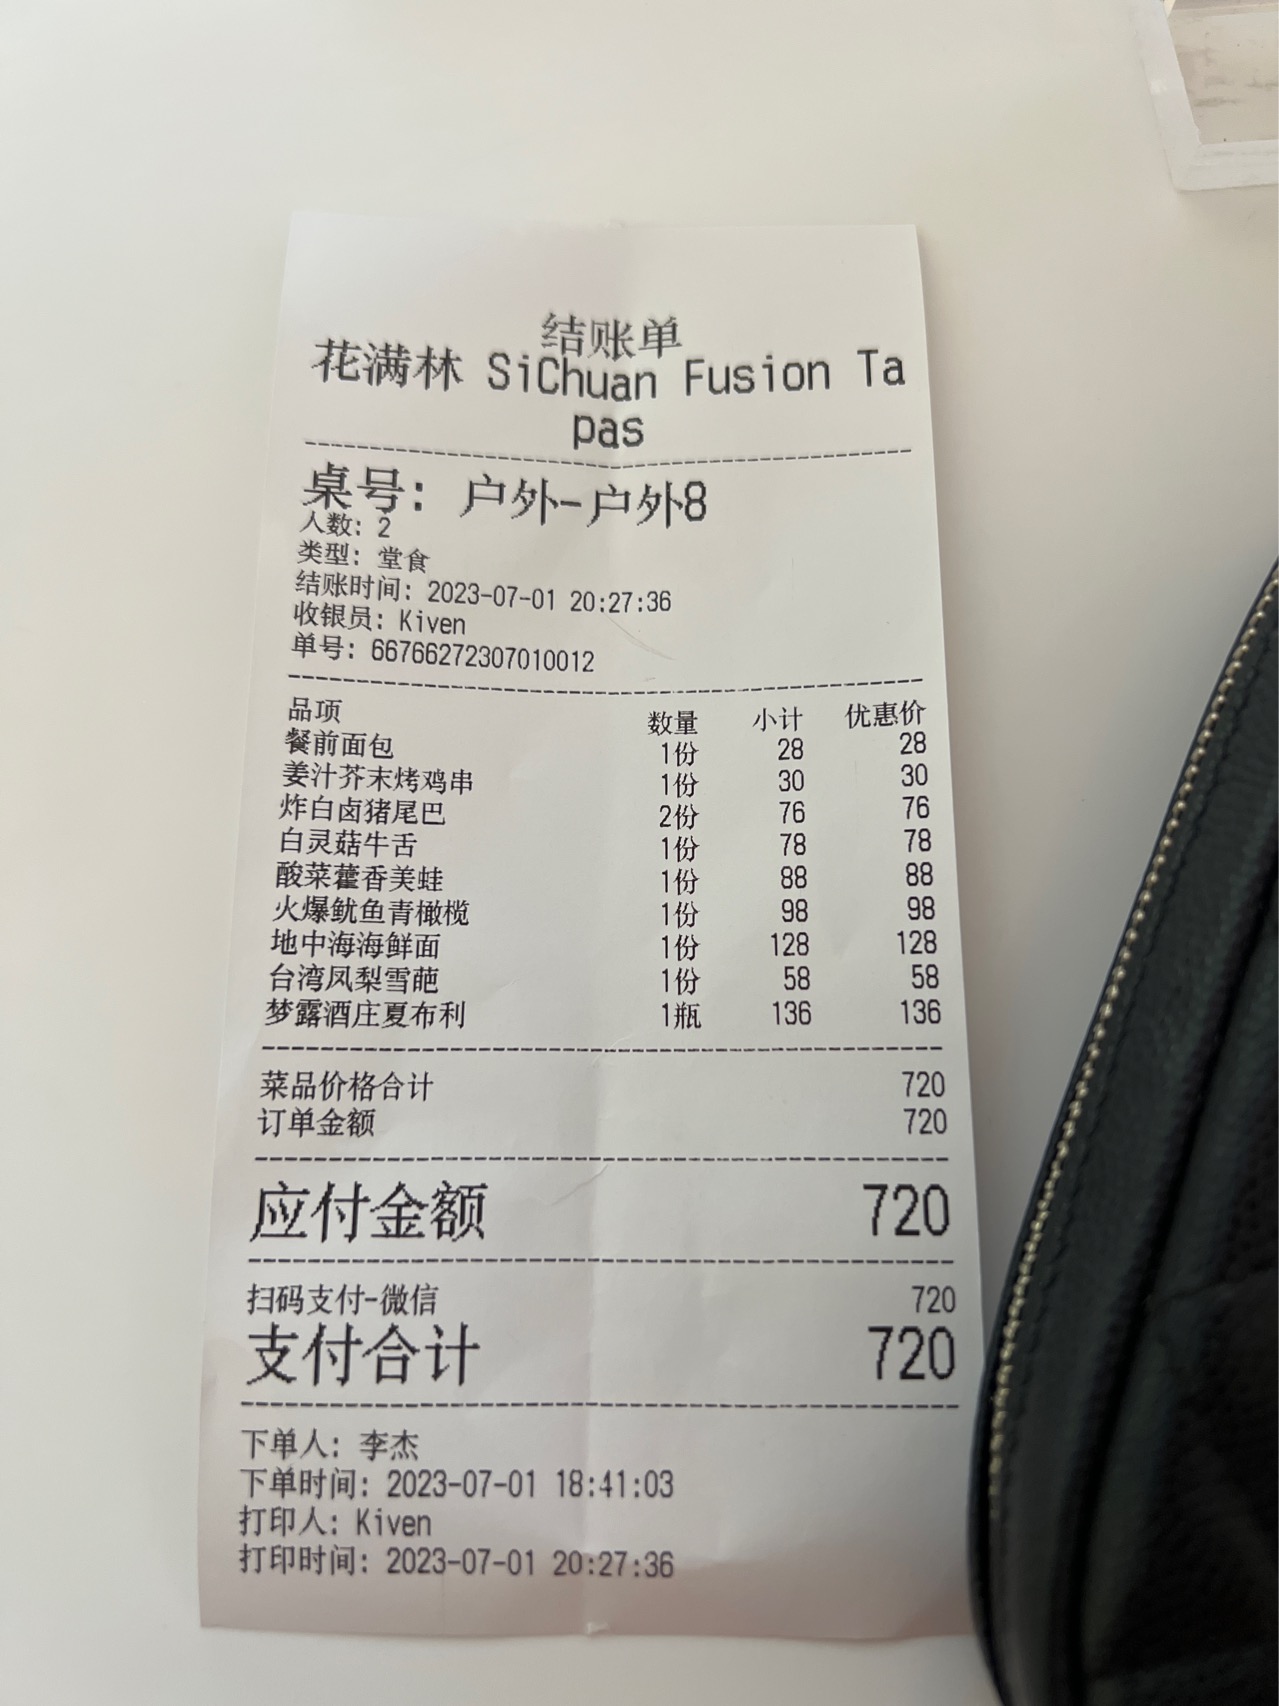 结账单
花满林 SiChuan Fusion Ta
pas
桌号: 户外-户外8
人数: 2
类型: 堂食
结账时间: 2023-07-01 20:27:36
收银员: Kiven
单号: 66766272307010012
品项 数量 小计 优惠价
餐前面包 1份 28 28
姜汁芥末烤鸡串 1份 30 30
炸白卤猪尾巴 2份 76 76
白灵菇牛舌 1份 78 78
酸菜藿香美蛙 1份 88 88
火爆鱿鱼青橄榄 1份 98 98
地中海海鲜面 1份 128 128
台湾凤梨雪葩 1份 58 58
梦露酒庄夏布利 1瓶 136 136
菜品价格合计 720
订单金额 720
应付金额 720
扫码支付-微信 720
支付合计 720
下单人: 李杰
下单时间: 2023-07-01 18:41:03
打印人: Kiven
打印时间: 2023-07-01 20:27:36